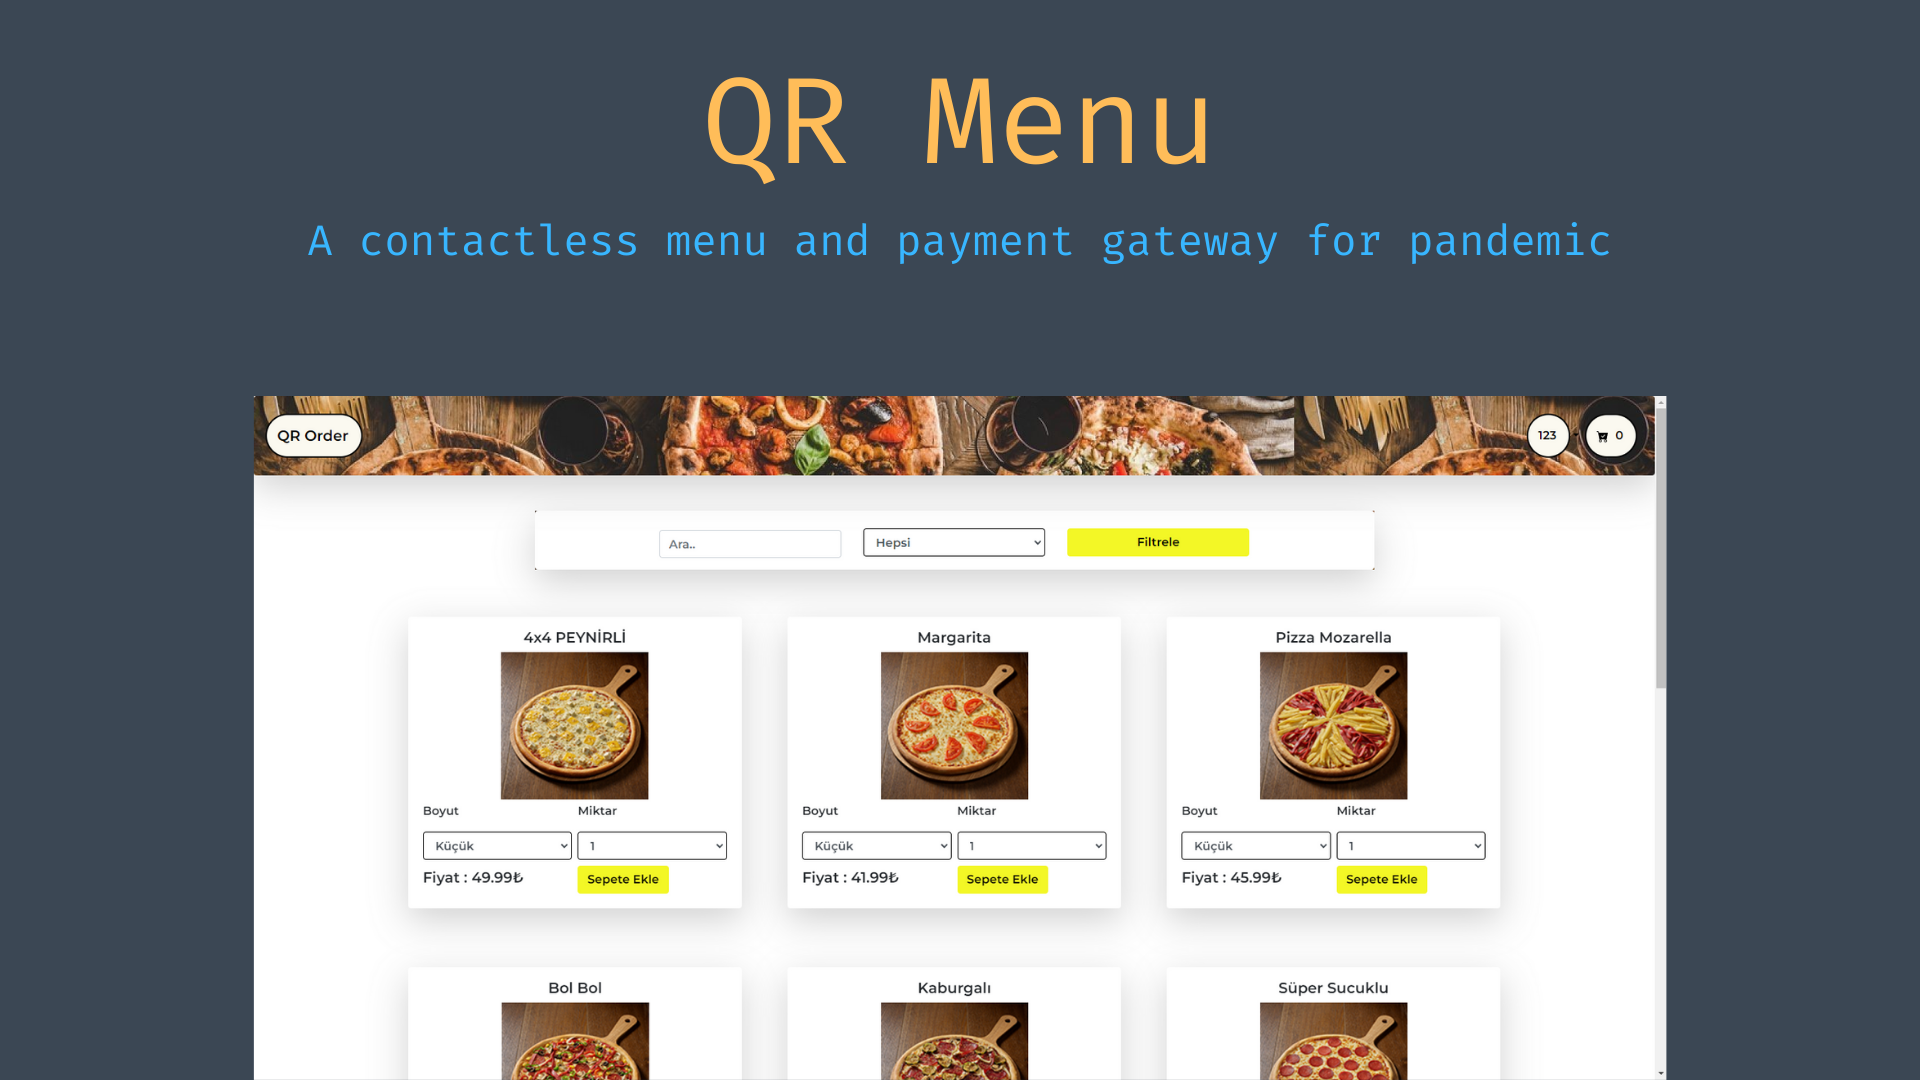 QR Menu
A contactless menu and payment gateway for pandemic
QR Order
123
0
Ara..
Hepsi
Filtrele
4x4 PEYNİRLİ
Margarita
Pizza Mozarella
Boyut Miktar
Boyut Miktar
Boyut Miktar
Küçük 1
Küçük 1
Küçük 1
Fiyat : 49.99₺ Sepete Ekle
Fiyat : 41.99₺ Sepete Ekle
Fiyat : 45.99₺ Sepete Ekle
Bol Bol
Kaburgalı
Süper Sucuklu